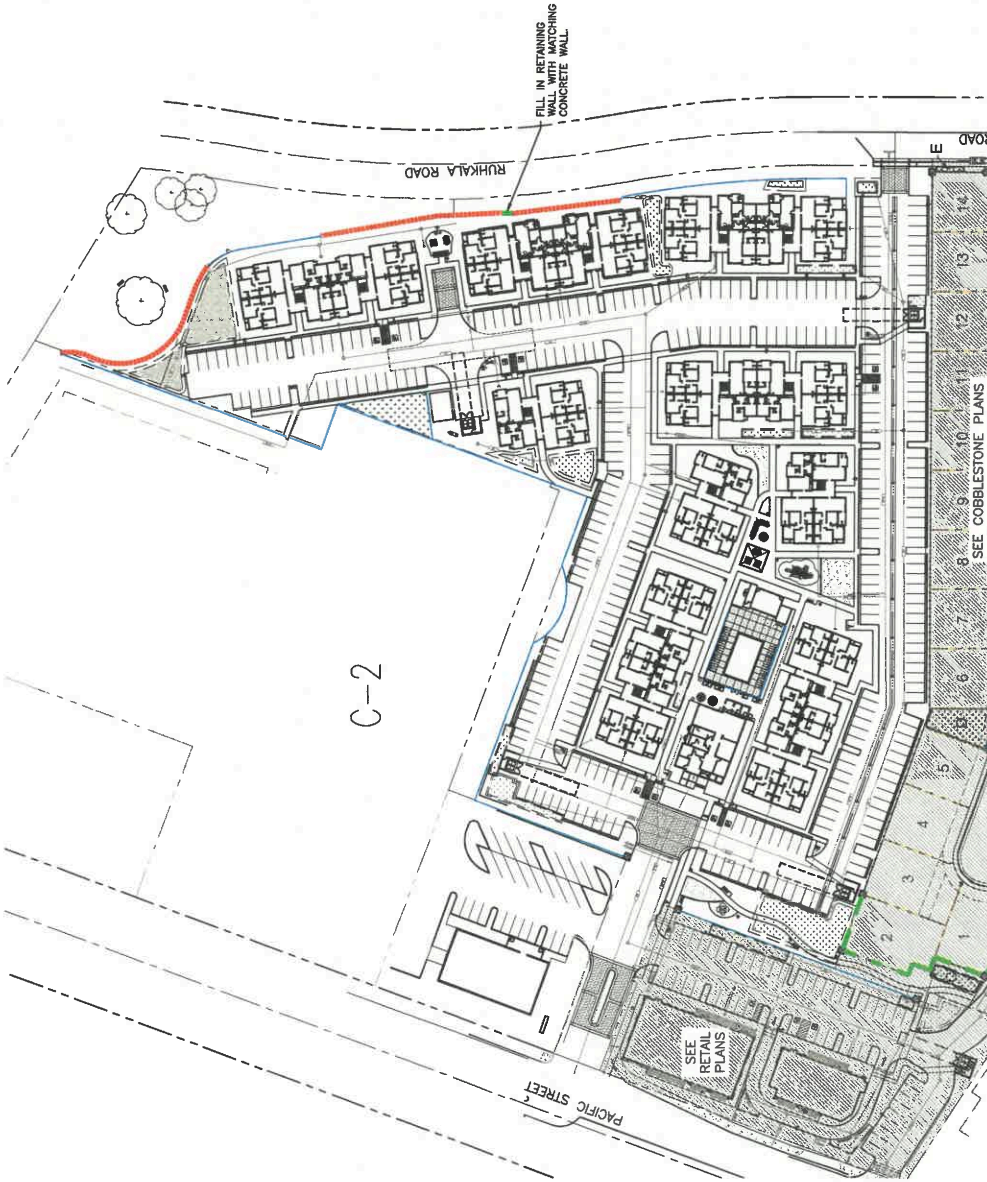 FILL IN RETAINING
WALL WITH MATCHING
CONCRETE WALL.
RUHKALA ROAD
ROAD
E
C-2
14
13
12
11
10
9
8
7
6
5
4
3
2
1
SEE COBBLESTONE PLANS
SEE
RETAIL
PLANS
PACIFIC STREET